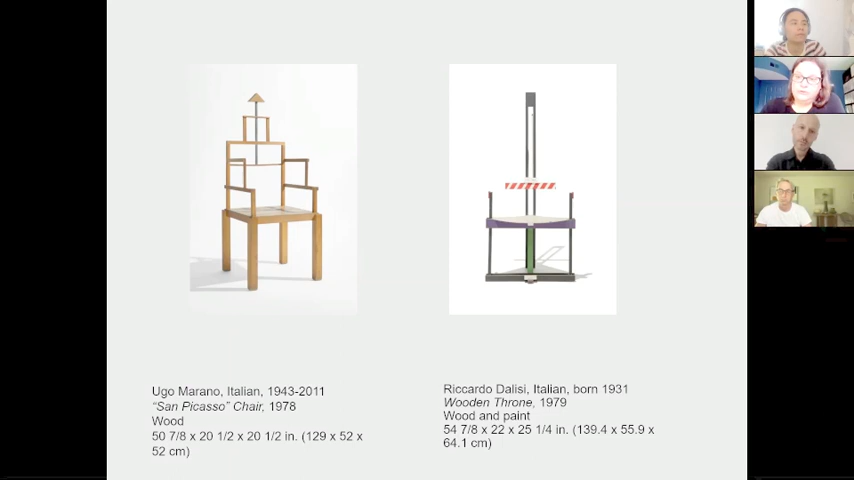 Ugo Marano, Italian, 1943-2011
“San Picasso” Chair, 1978
Wood
50 7/8 x 20 1/2 x 20 1/2 in. (129 x 52 x
52 cm)
Riccardo Dalisi, Italian, born 1931
Wooden Throne, 1979
Wood and paint
54 7/8 x 22 x 25 1/4 in. (139.4 x 55.9 x
64.1 cm)